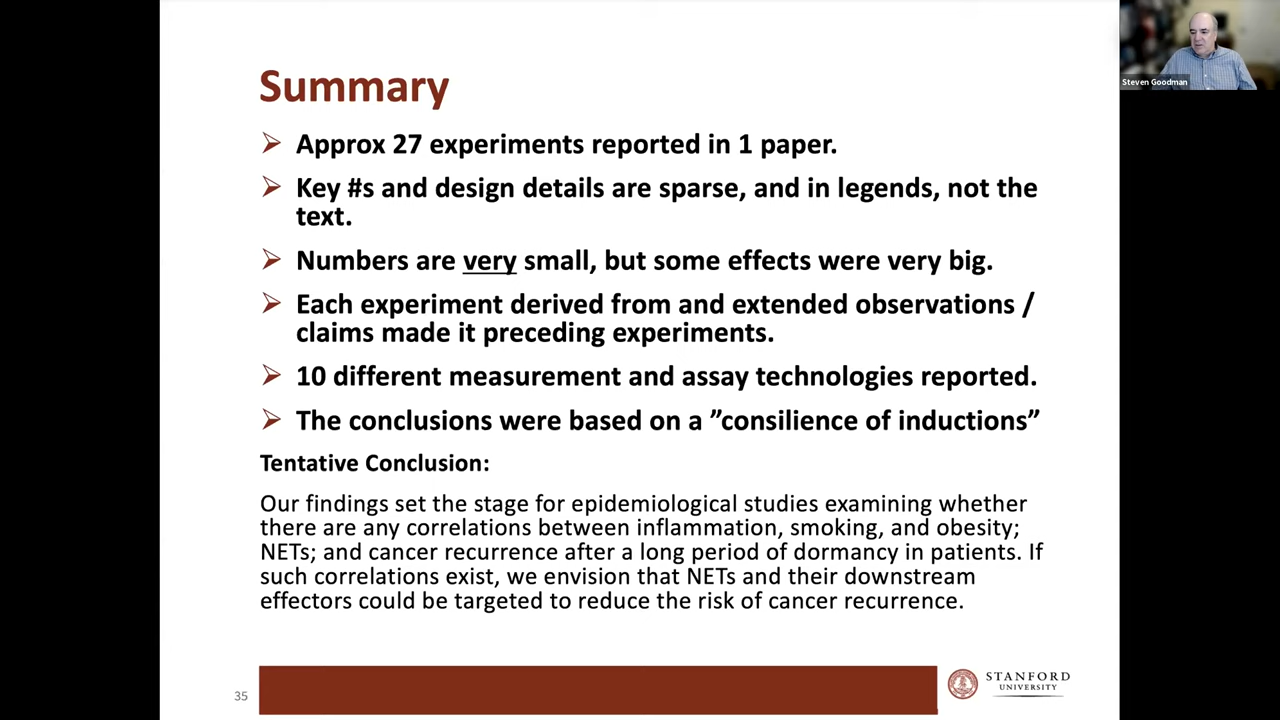 Summary
Approx 27 experiments reported in 1 paper.
Key #s and design details are sparse, and in legends, not the
text.
Numbers are very small, but some effects were very big.
Each experiment derived from and extended observations /
claims made it preceding experiments.
10 different measurement and assay technologies reported.
The conclusions were based on a ”consilience of inductions”
Tentative Conclusion:
Our findings set the stage for epidemiological studies examining whether
there are any correlations between inflammation, smoking, and obesity;
NETs; and cancer recurrence after a long period of dormancy in patients. If
such correlations exist, we envision that NETs and their downstream
effectors could be targeted to reduce the risk of cancer recurrence.
35
STANFORD
UNIVERSITY
Steven Goodman